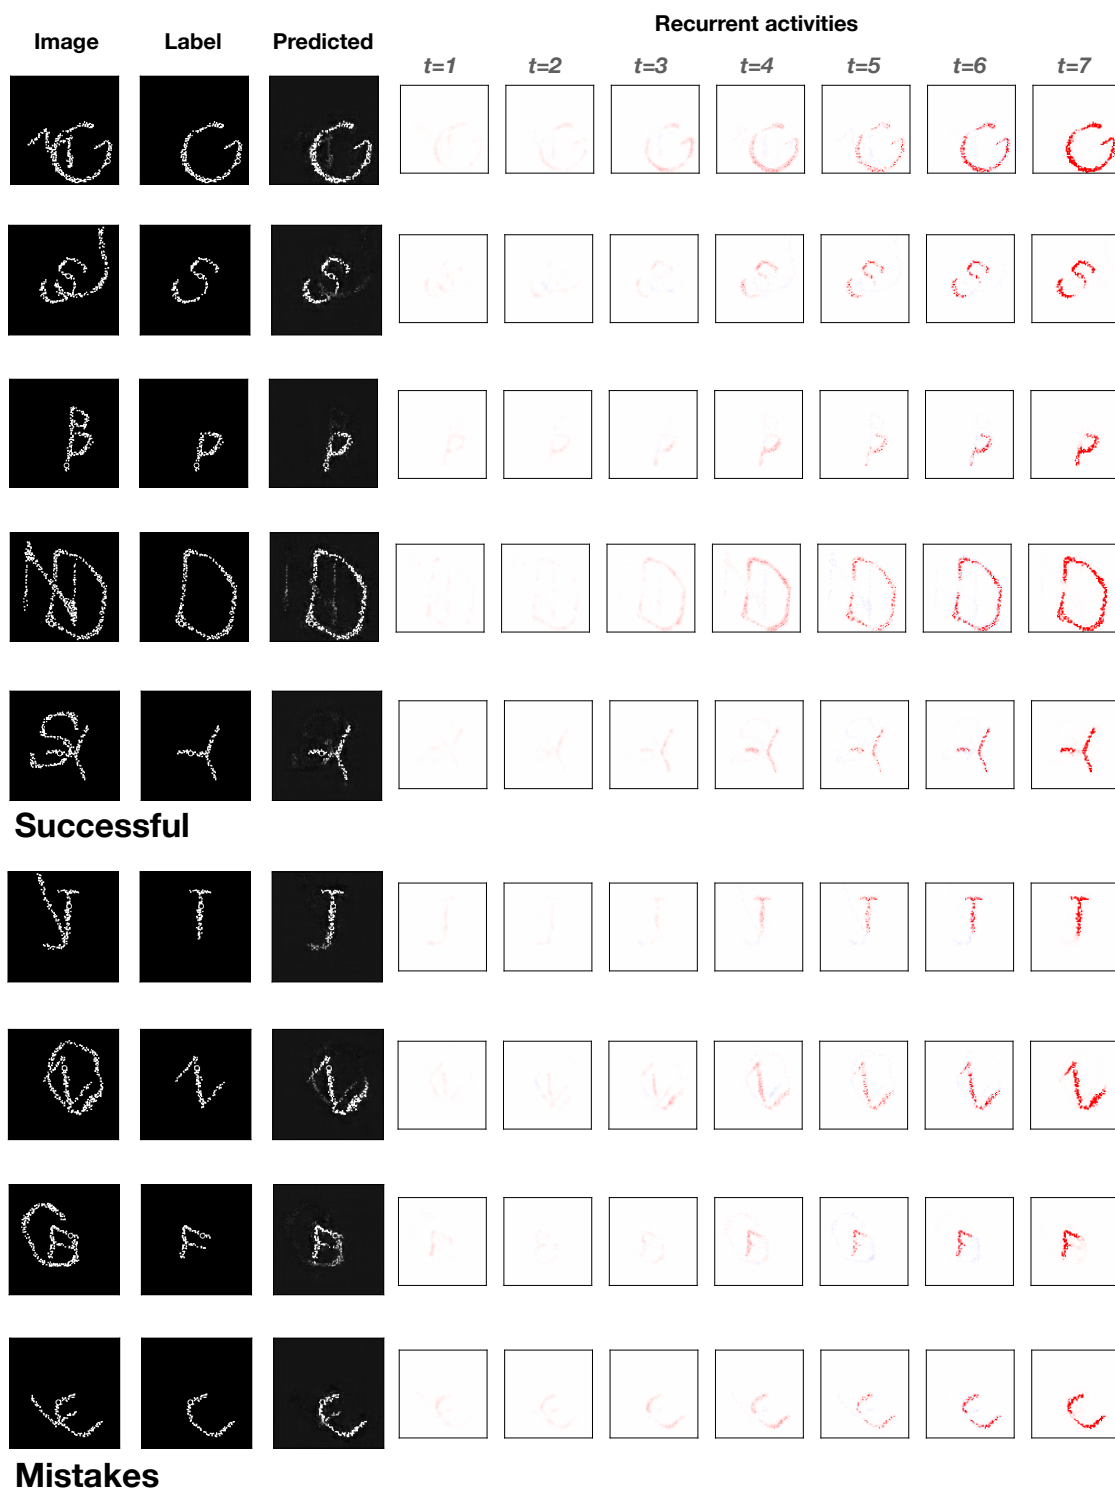 Recurrent activities
Image Label Predicted
t=1 t=2 t=3 t=4 t=5 t=6 t=7
G G
S S
P P
D D
Y Y
Successful
T J
N
F
C
Mistakes